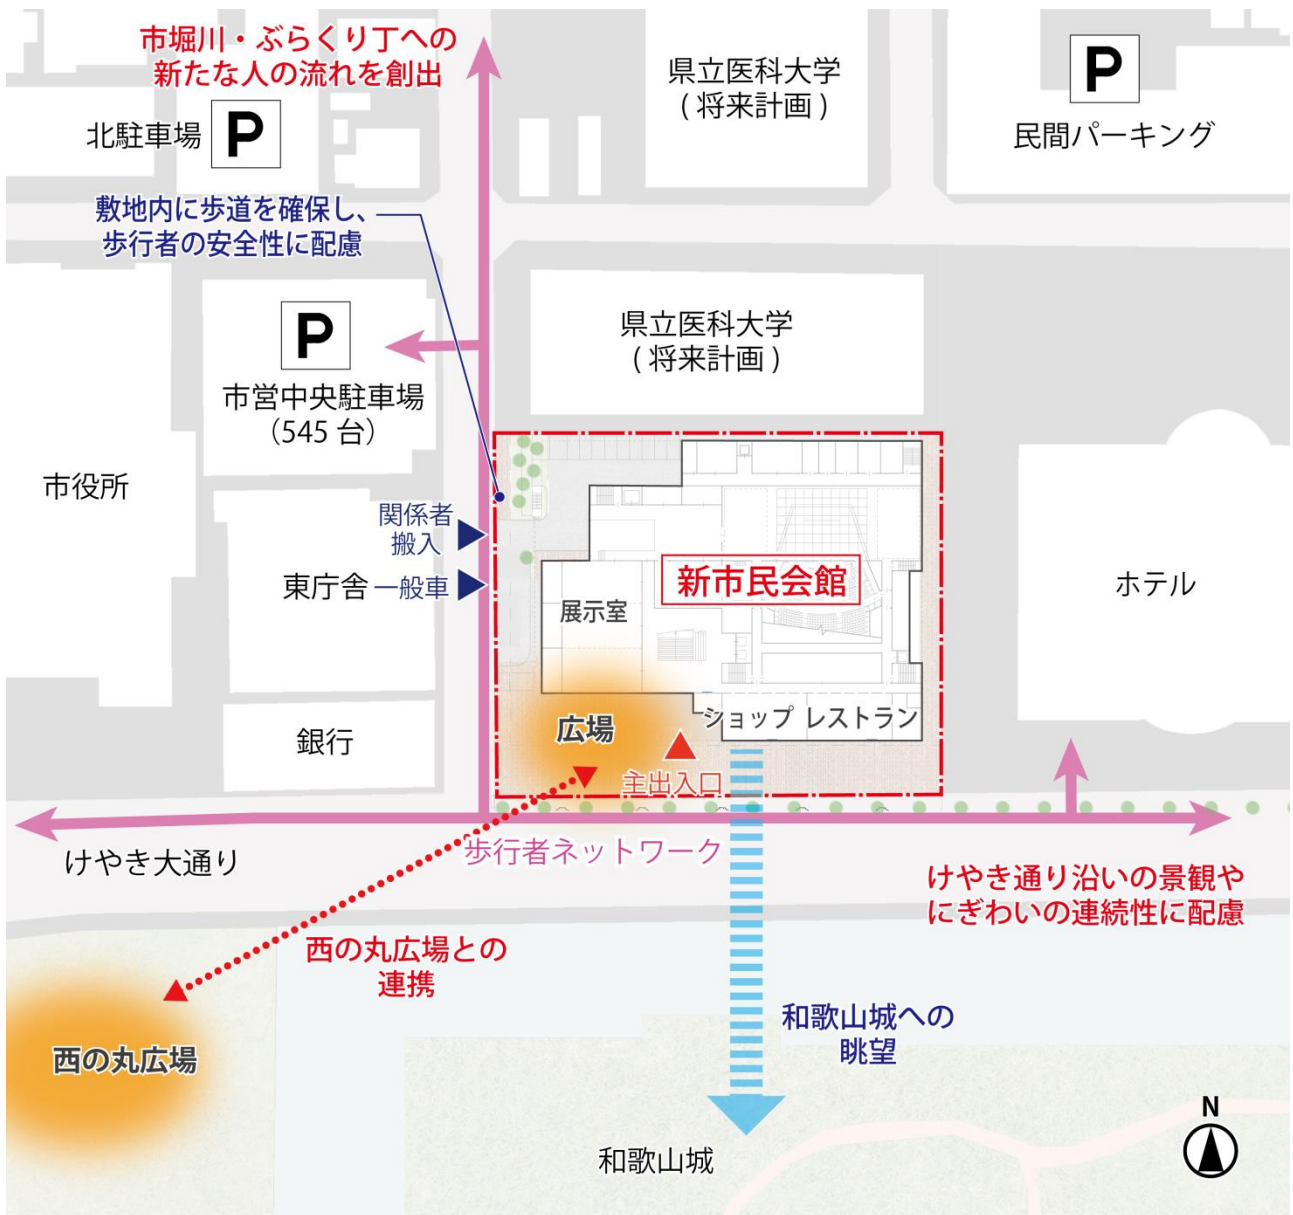 市堀川・ぶらくり丁への
新たな人の流れを創出
県立医科大学
(将来計画)
P
民間パーキング
北駐車場 P
敷地内に歩道を確保し、
歩行者の安全性に配慮
P
市営中央駐車場
(545 台)
県立医科大学
(将来計画)
市役所
関係者
搬入
東庁舎
一般車
新市民会館
展示室
ホテル
広場
ショップ レストラン
銀行
主出入口
けやき大通り
歩行者ネットワーク
けやき通り沿いの景観や
にぎわいの連続性に配慮
西の丸広場との
連携
和歌山城への
眺望
西の丸広場
和歌山城
N